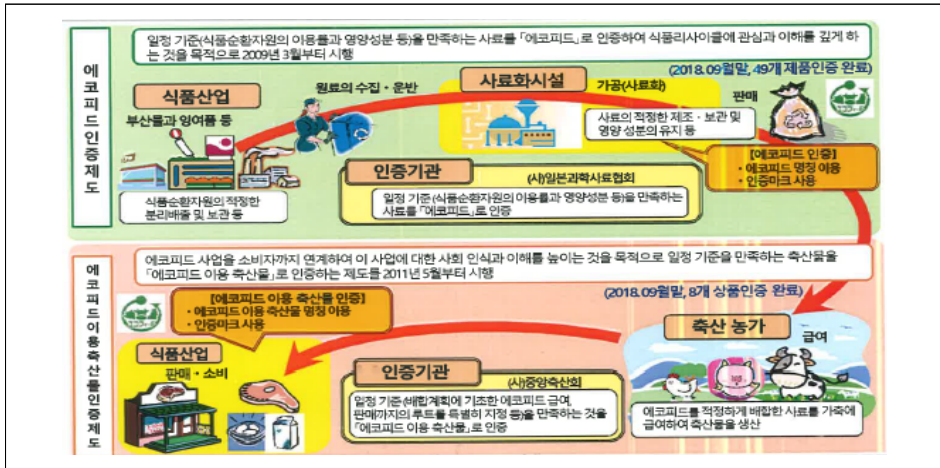 에코피드인증제도
일정 기준(식품순환자원의 이용률과 영양성분 등)을 만족하는 사료를 「에코피드」로 인증하여 식품리사이클에 관심과 이해를 깊게 하
는 것을 목적으로 2009년 3월부터 시행
(2018.09월말, 49개 제품인증 완료)
식품산업
부산물과 잉여품 등
원료의 수집・운반
사료화시설
가공(사료화)
판매
사료의 적정한 제조・보관 및
영양 성분의 유지 등
[에코피드 인증]
・에코피드 명칭 이용
・인증마크 사용
인증기관
(사)일본과학사료협회
일정 기준(식품순환자원의 이용률과 영양성분 등)을 만족하는
사료를 「에코피드」로 인증
식품순환자원의 적정한
분리배출 및 보관 등
에코피드이용축산물인증제도
에코피드 사업을 소비자까지 연계하여 이 사업에 대한 사회 인식과 이해를 높이는 것을 목적으로 일정 기준을 만족하는 축산물을
「에코피드 이용 축산물」로 인증하는 제도를 2011년 5월부터 시행
(2018.09월말, 8개 상품인증 완료)
[에코피드 이용 축산물 인증]
・에코피드 이용 축산물 명칭 이용
・인증마크 사용
축산 농가
급여
식품산업
판매・소비
인증기관
(사)중앙축산회
일정 기준(배합계획에 기초한 에코피드 급여,
판매까지의 루트를 특별히 지정 등)을 만족하는 것을
「에코피드 이용 축산물」로 인증
에코피드를 적정하게 배합한 사료를 가축에
급여하여 축산물을 생산